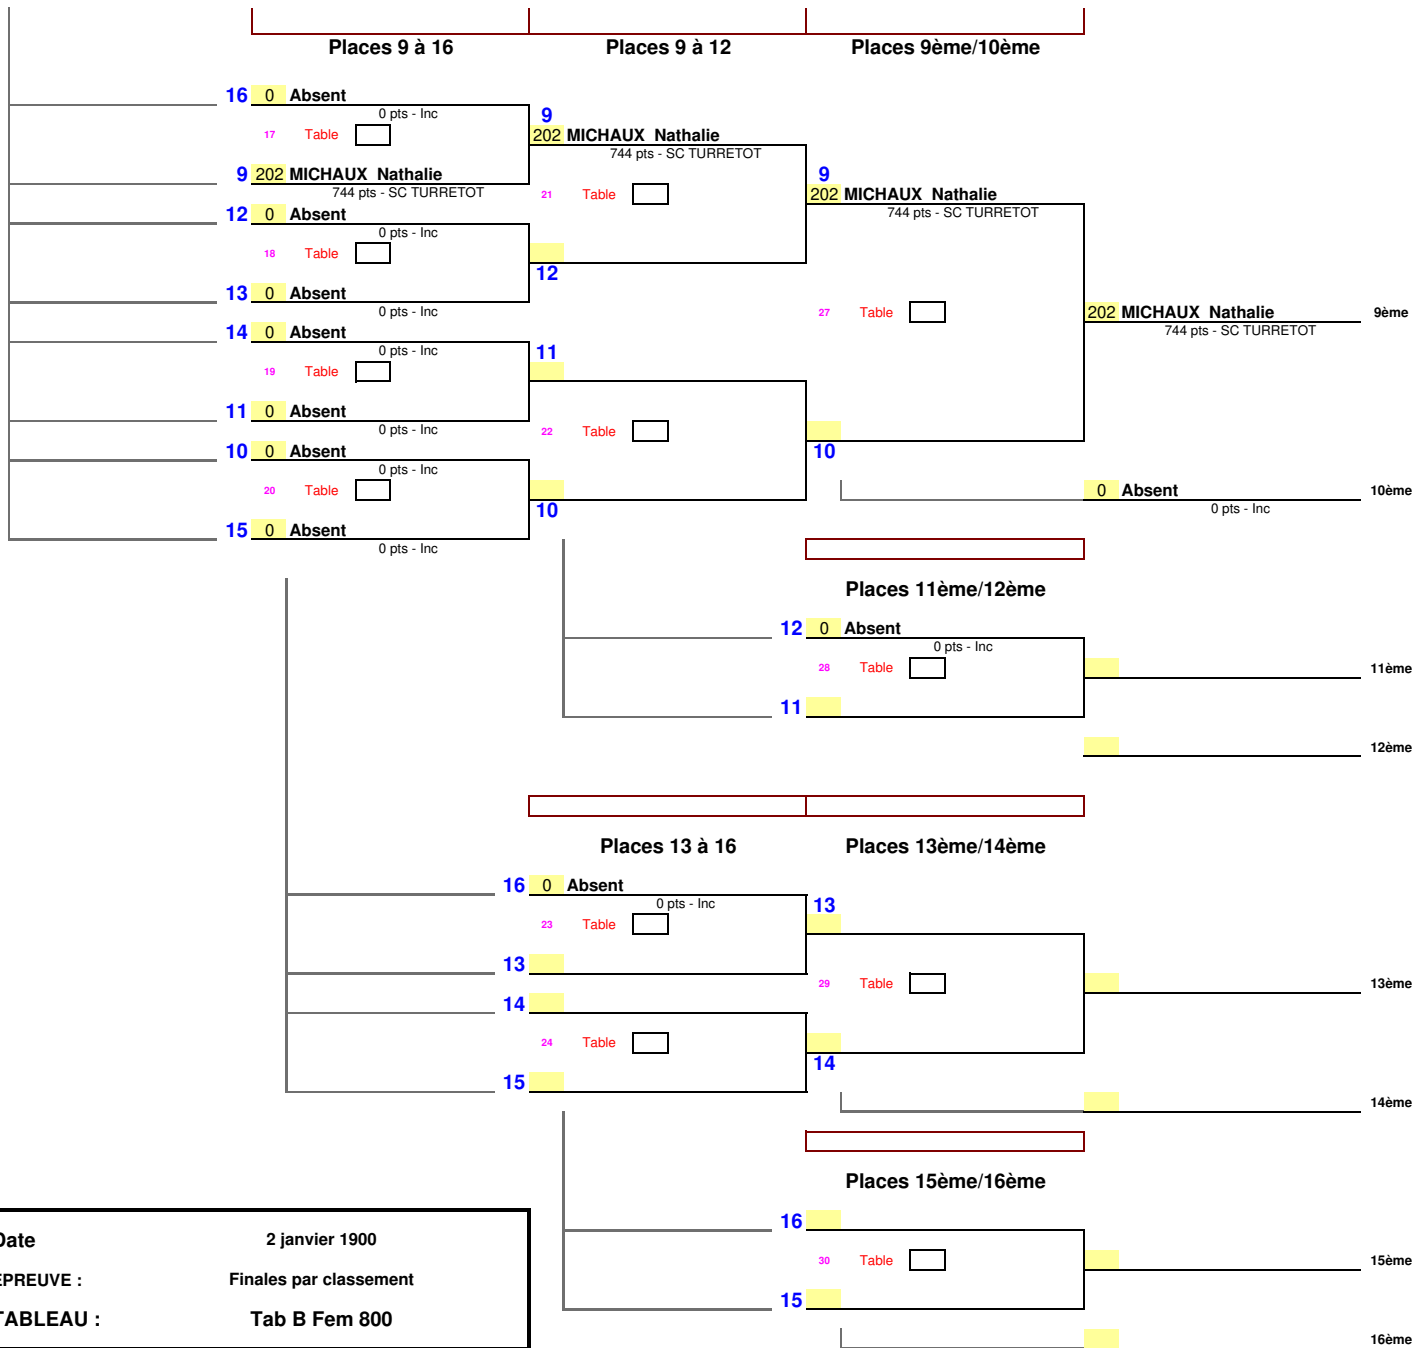 Places 9 à 16 Places 9 à 12 Places 9ème/10ème
16 0 Absent
0 pts - Inc
9
17 Table
202 MICHAUX Nathalie
744 pts - SC TURRETOT
9 202 MICHAUX Nathalie
744 pts - SC TURRETOT
9
21 Table
202 MICHAUX Nathalie
744 pts - SC TURRETOT
12 0 Absent
0 pts - Inc
18 Table
12
13 0 Absent
0 pts - Inc
27 Table
202 MICHAUX Nathalie 9ème
744 pts - SC TURRETOT
14 0 Absent
0 pts - Inc
11
19 Table
11 0 Absent
0 pts - Inc
22 Table
10 0 Absent
10
0 pts - Inc
20 Table
0 Absent 10ème
0 pts - Inc
10
15 0 Absent
0 pts - Inc
Places 11ème/12ème
12 0 Absent
0 pts - Inc
28 Table
11ème
11
12ème
Places 13 à 16 Places 13ème/14ème
16 0 Absent
0 pts - Inc
13
23 Table
13
29 Table
13ème
14
24 Table
14
15
14ème
Places 15ème/16ème
16
Date 2 janvier 1900
30 Table
15ème
EPREUVE : Finales par classement
15
TABLEAU : Tab B Fem 800
16ème